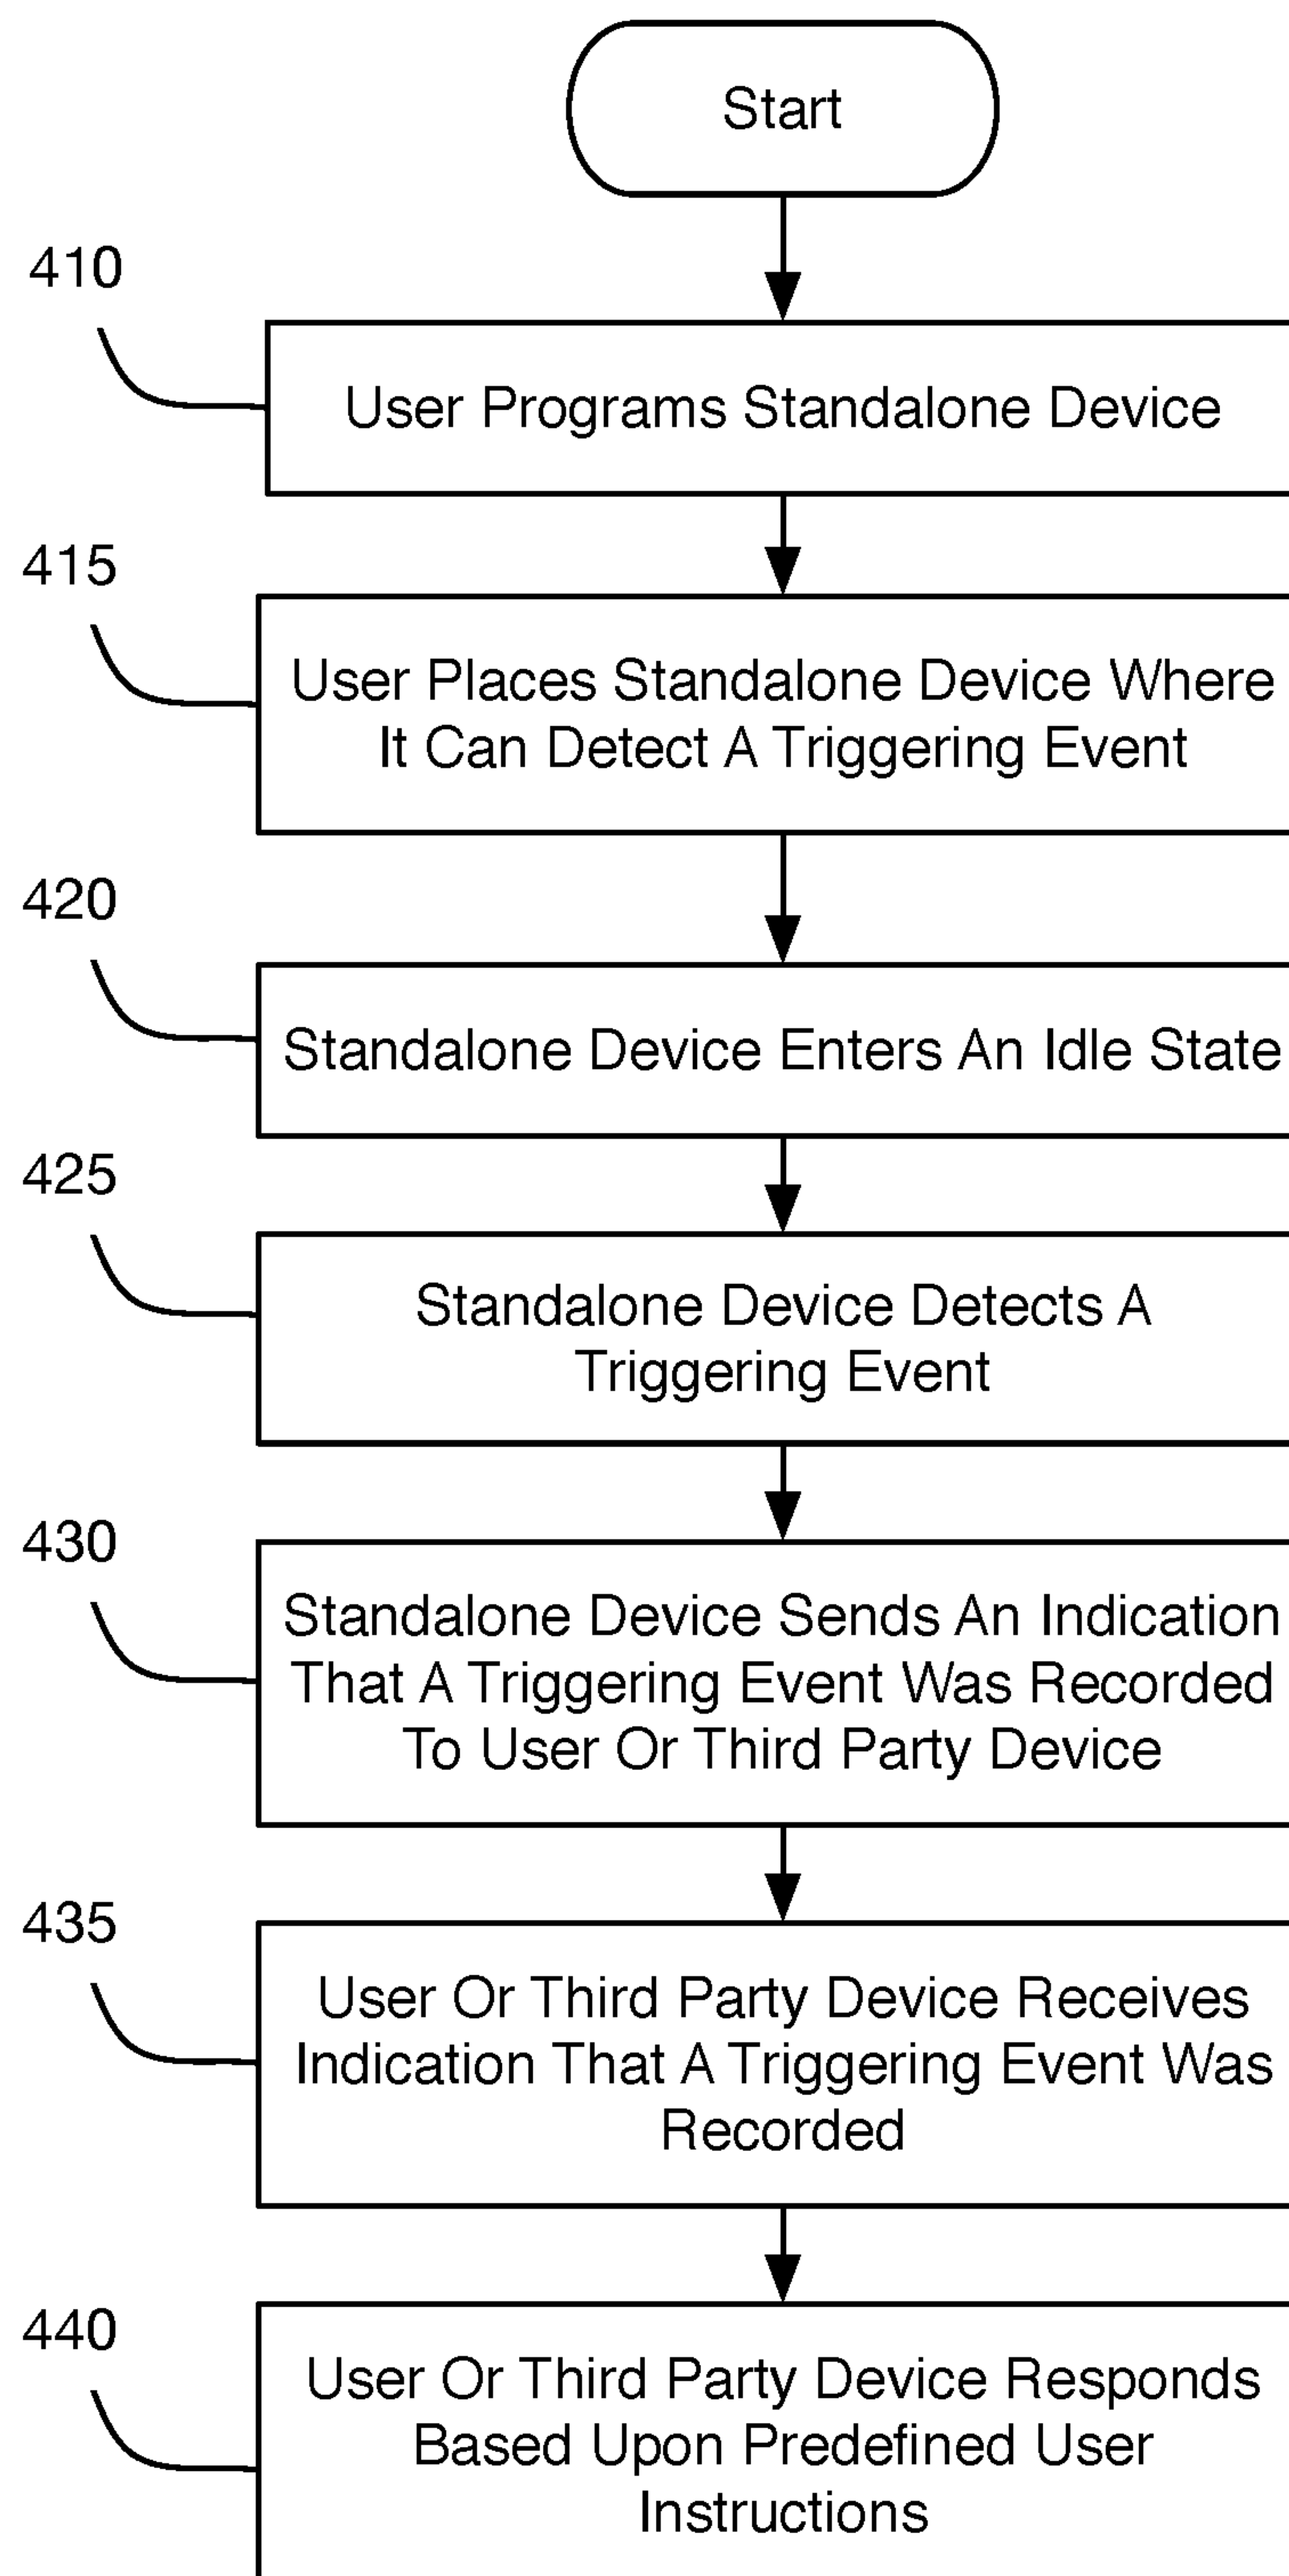 Start
410
User Programs Standalone Device
415
User Places Standalone Device Where
It Can Detect A Triggering Event
420
Standalone Device Enters An Idle State
425
Standalone Device Detects A
Triggering Event
430
Standalone Device Sends An Indication
That A Triggering Event Was Recorded
To User Or Third Party Device
435
User Or Third Party Device Receives
Indication That A Triggering Event Was
Recorded
440
User Or Third Party Device Responds
Based Upon Predefined User
Instructions